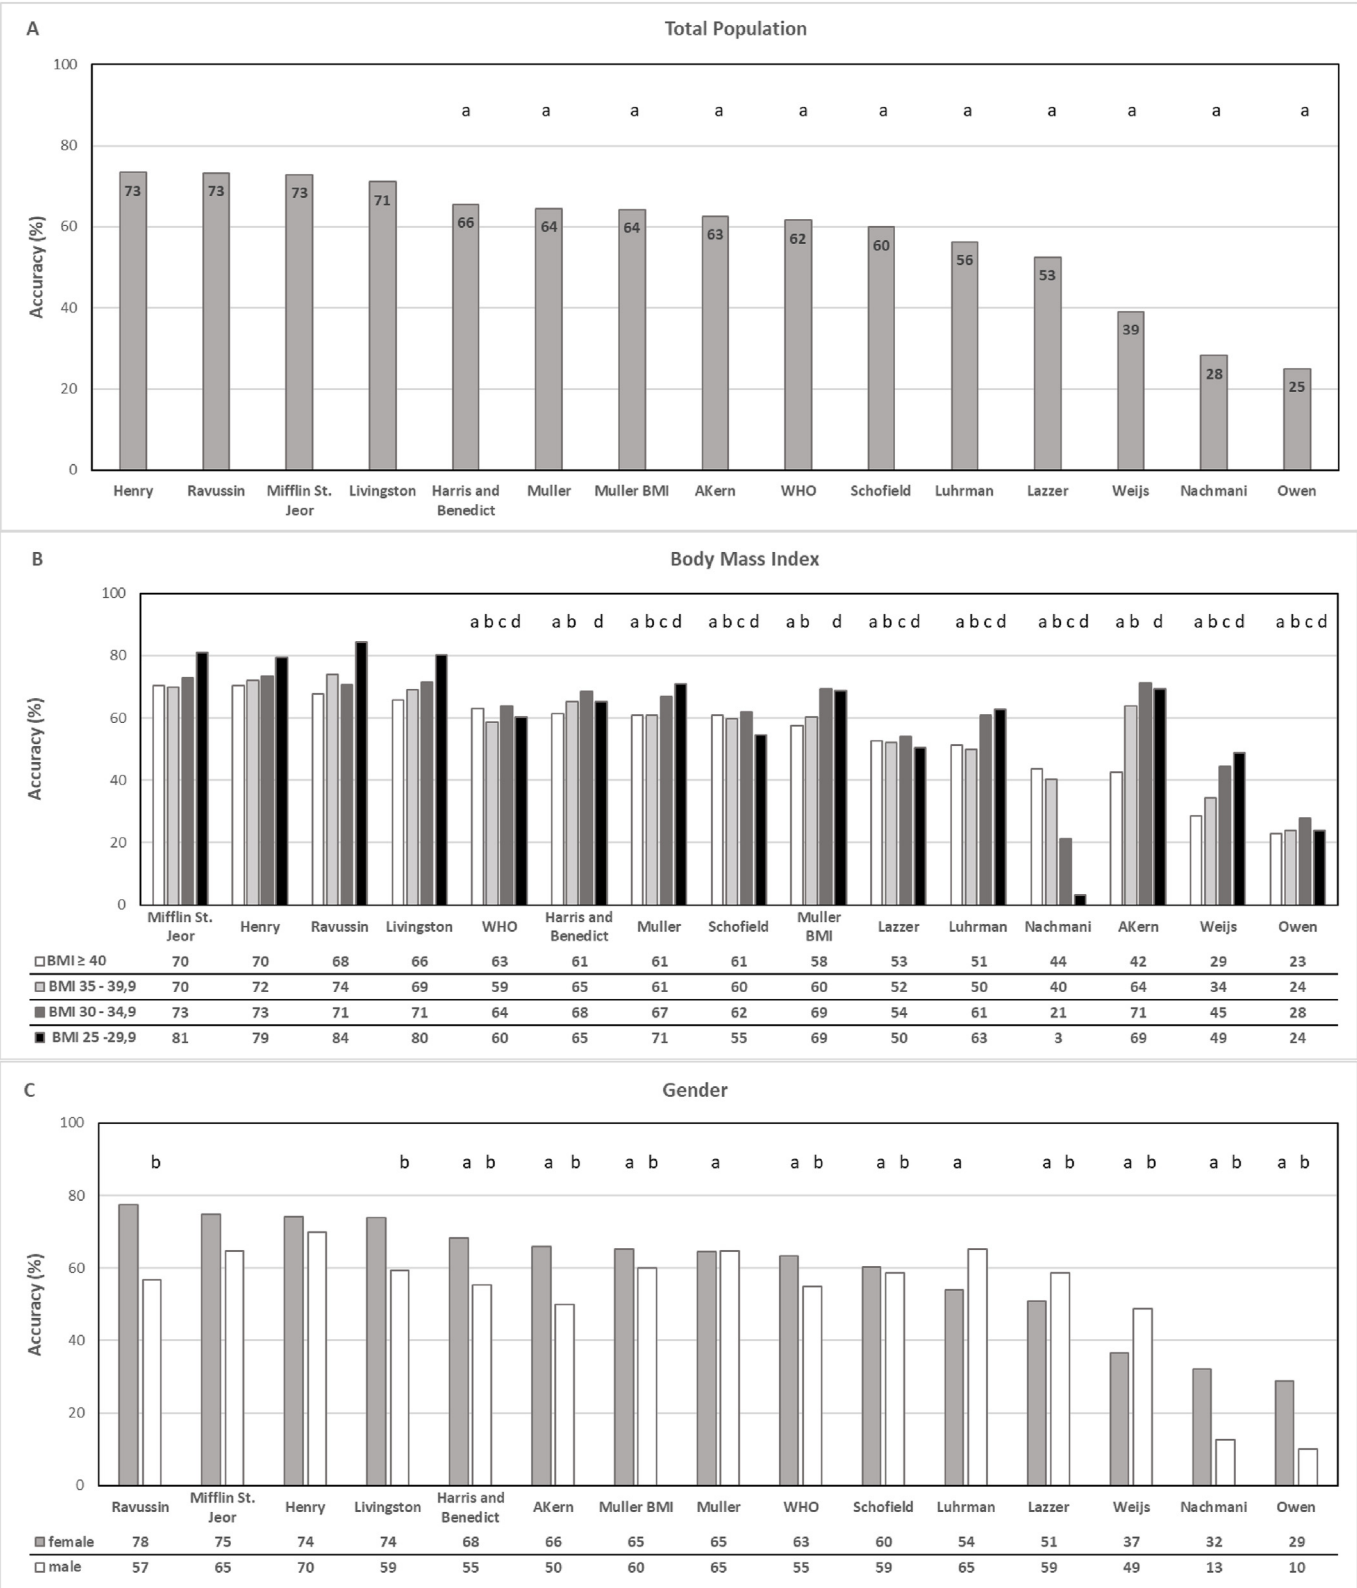 A
Total Population
100
80
60
40
20
0
Accuracy (%)
a a a a a a a a a a a
73 73 73 71 66 64 64 63 62 60 56 53 39 28 25
Henry Ravussin Mifflin St. Jeor Livingston Harris and Benedict Muller Muller BMI AKern WHO Schofield Luhrman Lazzer Weijs Nachmani Owen
B
Body Mass Index
100
80
60
40
20
0
Accuracy (%)
a b c d a b d a b c d a b c d a b d a b c d a b c d a b c d a b d a b c d a b c d
Mifflin St. Jeor Henry Ravussin Livingston WHO Harris and Benedict Muller Schofield Muller BMI Lazzer Luhrman Nachmani AKern Weijs Owen
BMI ≥ 40 70 70 68 66 63 61 61 61 58 53 51 44 42 29 23
BMI 35 - 39,9 70 72 74 69 59 65 61 60 60 52 50 40 64 34 24
BMI 30 - 34,9 73 73 71 71 64 68 67 62 69 54 61 21 71 45 28
BMI 25 -29,9 81 79 84 80 60 65 71 55 69 50 63 3 69 49 24
C
Gender
100
80
60
40
20
0
Accuracy (%)
b b a b a b a b a a b a b a a b a b a b a b
Ravussin Mifflin St. Jeor Henry Livingston Harris and Benedict AKern Muller BMI Muller WHO Schofield Luhrman Lazzer Weijs Nachmani Owen
female 78 75 74 74 68 66 65 65 63 60 54 51 37 32 29
male 57 65 70 59 55 50 60 65 55 59 65 59 49 13 10